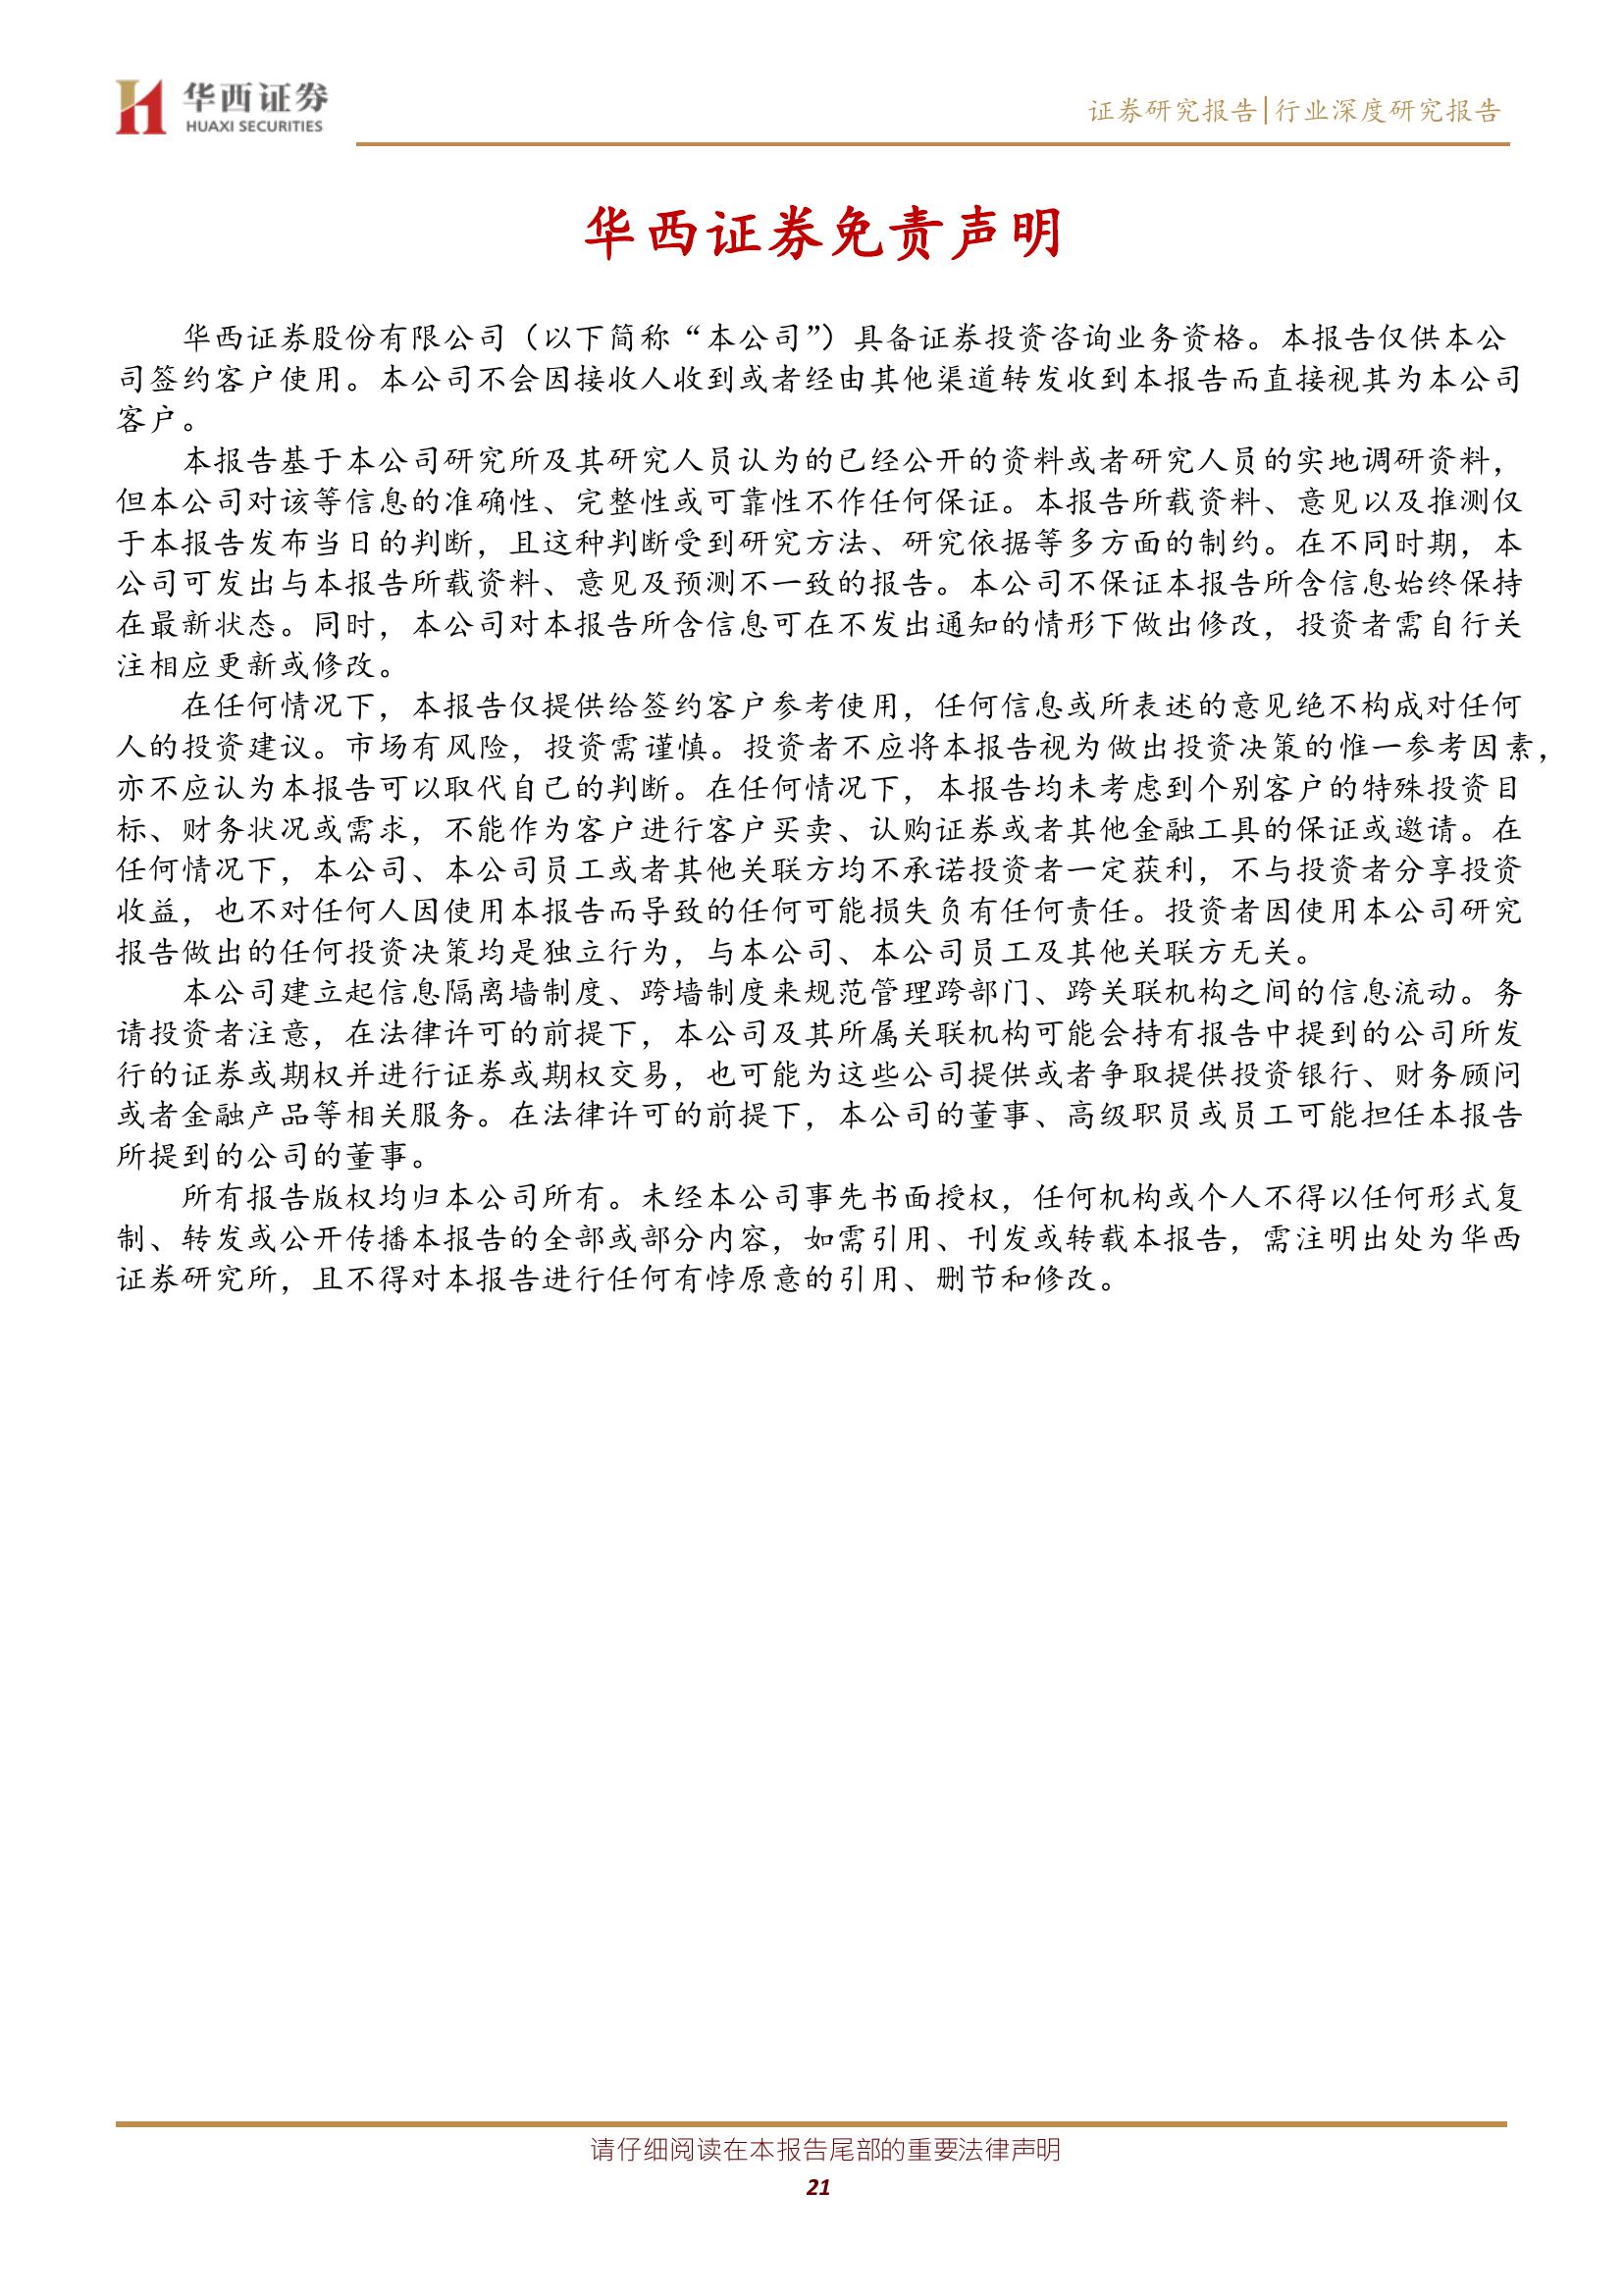 华西证券
HUAXI SECURITIES
证券研究报告|行业深度研究报告
华西证券免责声明
华西证券股份有限公司（以下简称“本公司”）具备证券投资咨询业务资格。本报告仅供本公
司签约客户使用。本公司不会因接收人收到或者经由其他渠道转发收到本报告而直接视其为本公司
客户。
本报告基于本公司研究所及其研究人员认为的已经公开的资料或者研究人员的实地调研资料，
但本公司对该等信息的准确性、完整性或可靠性不作任何保证。本报告所载资料、意见以及推测仅
于本报告发布当日的判断，且这种判断受到研究方法、研究依据等多方面的制约。在不同时期，本
公司可发出与本报告所载资料、意见及预测不一致的报告。本公司不保证本报告所含信息始终保持
在最新状态。同时，本公司对本报告所含信息可在不发出通知的情形下做出修改，投资者需自行关
注相应更新或修改。
在任何情况下，本报告仅提供给签约客户参考使用，任何信息或所表述的意见绝不构成对任何
人的投资建议。市场有风险，投资需谨慎。投资者不应将本报告视为做出投资决策的惟一参考因素，
亦不应认为本报告可以取代自己的判断。在任何情况下，本报告均未考虑到个别客户的特殊投资目
标、财务状况或需求，不能作为客户进行客户买卖、认购证券或者其他金融工具的保证或邀请。在
任何情况下，本公司、本公司员工或者其他关联方均不承诺投资者一定获利，不与投资者分享投资
收益，也不对任何人因使用本报告而导致的任何可能损失负有任何责任。投资者因使用本公司研究
报告做出的任何投资决策均是独立行为，与本公司、本公司员工及其他关联方无关。
本公司建立起信息隔离墙制度、跨墙制度来规范管理跨部门、跨关联机构之间的信息流动。务
请投资者注意，在法律许可的前提下，本公司及其所属关联机构可能会持有报告中提到的公司所发
行的证券或期权并进行证券或期权交易，也可能为这些公司提供或者争取提供投资银行、财务顾问
或者金融产品等相关服务。在法律许可的前提下，本公司的董事、高级职员或员工可能担任本报告
所提到的公司的董事。
所有报告版权均归本公司所有。未经本公司事先书面授权，任何机构或个人不得以任何形式复
制、转发或公开传播本报告的全部或部分内容，如需引用、刊发或转载本报告，需注明出处为华西
证券研究所，且不得对本报告进行任何有悖原意的引用、删节和修改。
请仔细阅读在本报告尾部的重要法律声明
21